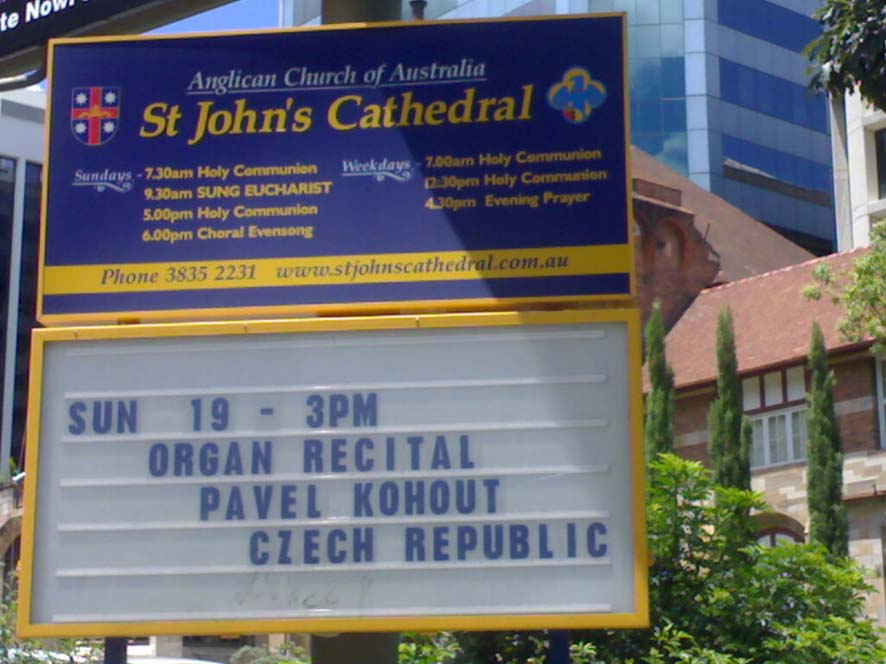 te Now!
Anglican Church of Australia
St John's Cathedral
Sundays - 7.30am Holy Communion
9.30am SUNG EUCHARIST
5.00pm Holy Communion
6.00pm Choral Evensong
Weekdays - 7.00am Holy Communion
12:30pm Holy Communion
4.30pm Evening Prayer
Phone 3835 2231 www.stjohnscathedral.com.au
SUN 19 - 3PM
ORGAN RECITAL
PAVEL KOHOUT
CZECH REPUBLIC